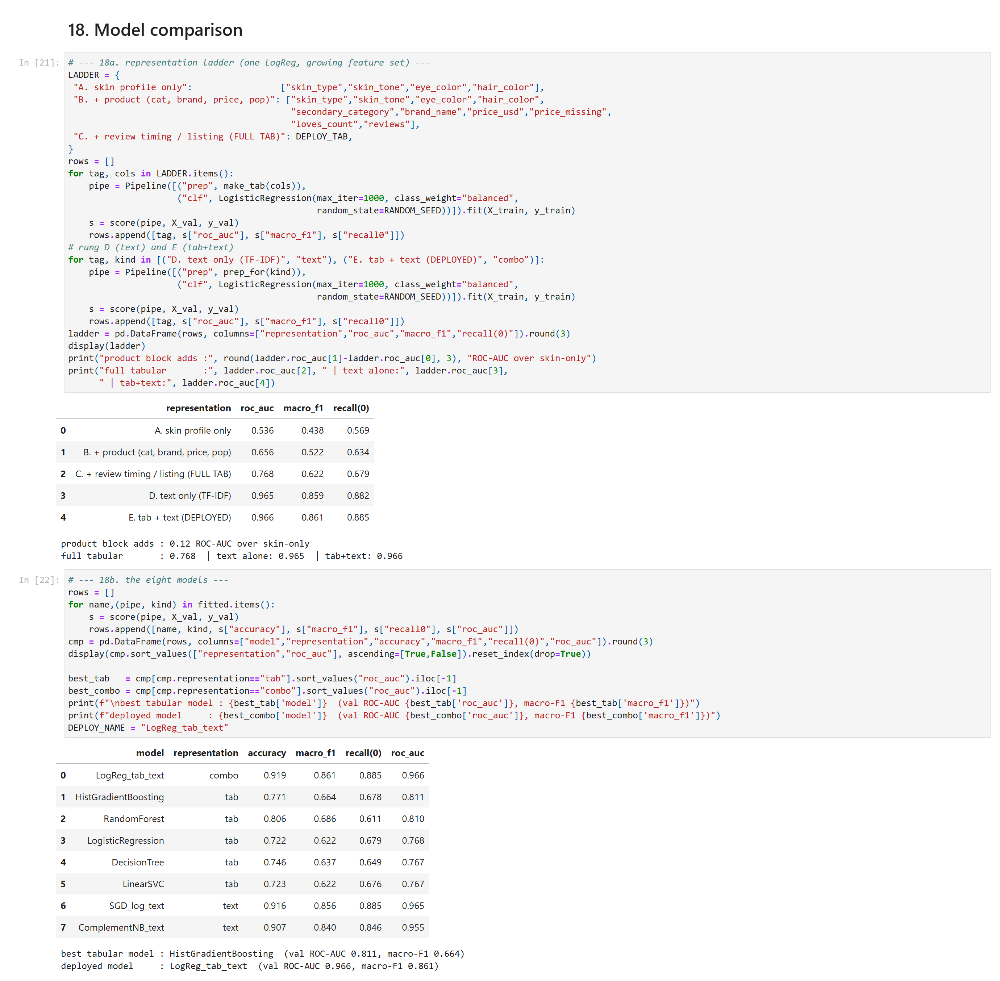 18. Model comparison
In [21]:
# --- 18a. representation ladder (one LogReg, growing feature set) ---
LADDER = {
 "A. skin profile only":                 ["skin_type","skin_tone","eye_color","hair_color"],
 "B. + product (cat, brand, price, pop)": ["skin_type","skin_tone","eye_color","hair_color",
                                           "secondary_category","brand_name","price_usd","price_missing",
                                           "loves_count","reviews"],
 "C. + review timing / listing (FULL TAB)": DEPLOY_TAB,
}
rows = []
for tag, cols in LADDER.items():
    pipe = Pipeline([("prep", make_tab(cols)),
                     ("clf", LogisticRegression(max_iter=1000, class_weight="balanced",
                                                random_state=RANDOM_SEED))]).fit(X_train, y_train)
    s = score(pipe, X_val, y_val)
    rows.append([tag, s["roc_auc"], s["macro_f1"], s["recall0"]])
# rung D (text) and E (tab+text)
for tag, kind in [("D. text only (TF-IDF)", "text"), ("E. tab + text (DEPLOYED)", "combo")]:
    pipe = Pipeline([("prep", prep_for(kind)),
                     ("clf", LogisticRegression(max_iter=1000, class_weight="balanced",
                                                random_state=RANDOM_SEED))]).fit(X_train, y_train)
    s = score(pipe, X_val, y_val)
    rows.append([tag, s["roc_auc"], s["macro_f1"], s["recall0"]])
ladder = pd.DataFrame(rows, columns=["representation","roc_auc","macro_f1","recall(0)"]).round(3)
display(ladder)
print("product block adds :", round(ladder.roc_auc[1]-ladder.roc_auc[0], 3), "ROC-AUC over skin-only")
print("full tabular       :", ladder.roc_auc[2], " | text alone:", ladder.roc_auc[3],
      " | tab+text:", ladder.roc_auc[4])
representation roc_auc macro_f1 recall(0)
0 A. skin profile only 0.536 0.438 0.569
1 B. + product (cat, brand, price, pop) 0.656 0.522 0.634
2 C. + review timing / listing (FULL TAB) 0.768 0.622 0.679
3 D. text only (TF-IDF) 0.965 0.859 0.882
4 E. tab + text (DEPLOYED) 0.966 0.861 0.885
product block adds : 0.12 ROC-AUC over skin-only
full tabular       : 0.768  | text alone: 0.965  | tab+text: 0.966
In [22]:
# --- 18b. the eight models ---
rows = []
for name,(pipe, kind) in fitted.items():
    s = score(pipe, X_val, y_val)
    rows.append([name, kind, s["accuracy"], s["macro_f1"], s["recall0"], s["roc_auc"]])
cmp = pd.DataFrame(rows, columns=["model","representation","accuracy","macro_f1","recall(0)","roc_auc"]).round(3)
display(cmp.sort_values(["representation","roc_auc"], ascending=[True,False]).reset_index(drop=True))
best_tab   = cmp[cmp.representation=="tab"].sort_values("roc_auc").iloc[-1]
best_combo = cmp[cmp.representation=="combo"].sort_values("roc_auc").iloc[-1]
print(f"\nbest tabular model : {best_tab['model']}  (val ROC-AUC {best_tab['roc_auc']}, macro-F1 {best_tab['macro_f1']})")
print(f"deployed model     : {best_combo['model']}  (val ROC-AUC {best_combo['roc_auc']}, macro-F1 {best_combo['macro_f1']})")
DEPLOY_NAME = "LogReg_tab_text"
model representation accuracy macro_f1 recall(0) roc_auc
0 LogReg_tab_text combo 0.919 0.861 0.885 0.966
1 HistGradientBoosting tab 0.771 0.664 0.678 0.811
2 RandomForest tab 0.806 0.686 0.611 0.810
3 LogisticRegression tab 0.722 0.622 0.679 0.768
4 DecisionTree tab 0.746 0.637 0.649 0.767
5 LinearSVC tab 0.723 0.622 0.676 0.767
6 SGD_log_text text 0.916 0.856 0.885 0.965
7 ComplementNB_text text 0.907 0.840 0.846 0.955
best tabular model : HistGradientBoosting  (val ROC-AUC 0.811, macro-F1 0.664)
deployed model     : LogReg_tab_text  (val ROC-AUC 0.966, macro-F1 0.861)